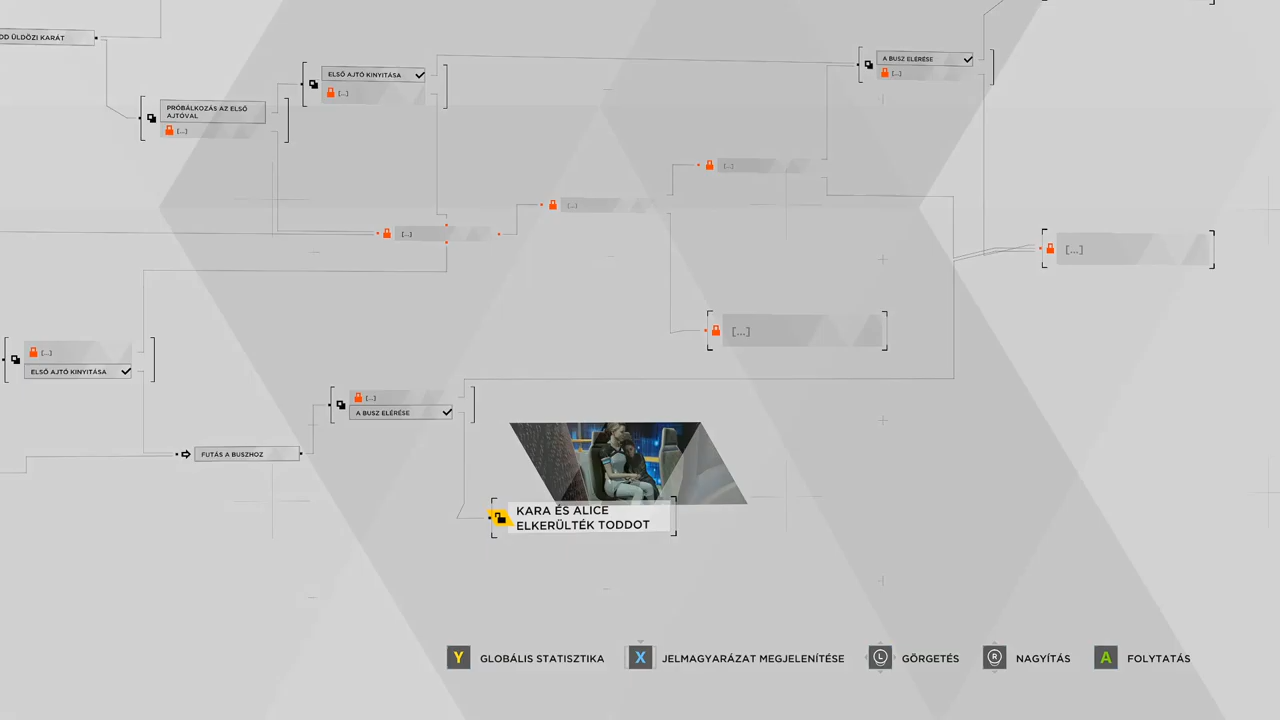 OD ÜLDÖZI KARÁT
ELSŐ AJTÓ KINYITÁSA
[...]
PRÓBÁLKOZÁS AZ ELSŐ
AJTÓVAL
[...]
A BUSZ ELÉRÉSE
[...]
[...]
[...]
[...]
[...]
[...]
[...]
ELSŐ AJTÓ KINYITÁSA
[...]
A BUSZ ELÉRÉSE
FUTÁS A BUSZHOZ
KARA ÉS ALICE
ELKERÜLTÉK TODDOT
Y GLOBÁLIS STATISZTIKA
X JELMAGYARÁZAT MEGJELENÍTÉSE
L GÖRGETÉS
R NAGYÍTÁS
A FOLYTATÁS